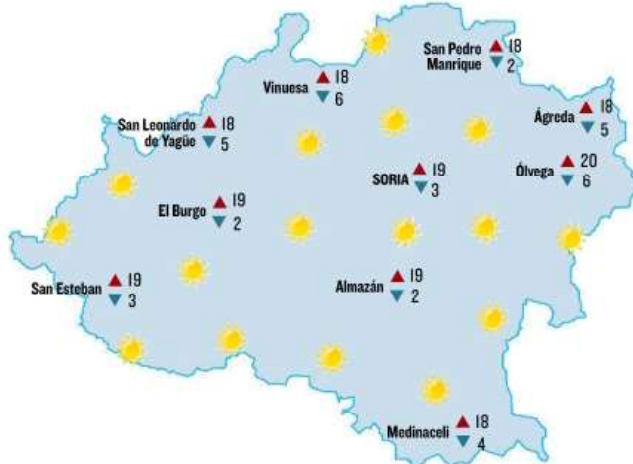 San Pedro 18
Manrique 2
Vinuesa 18
6
Ágreda 18
5
San Leonardo 18
de Yagüe 5
Ólvega 20
6
SORIA 19
3
El Burgo 19
2
San Esteban 19
3
Almazán 19
2
Medinaceli 18
4